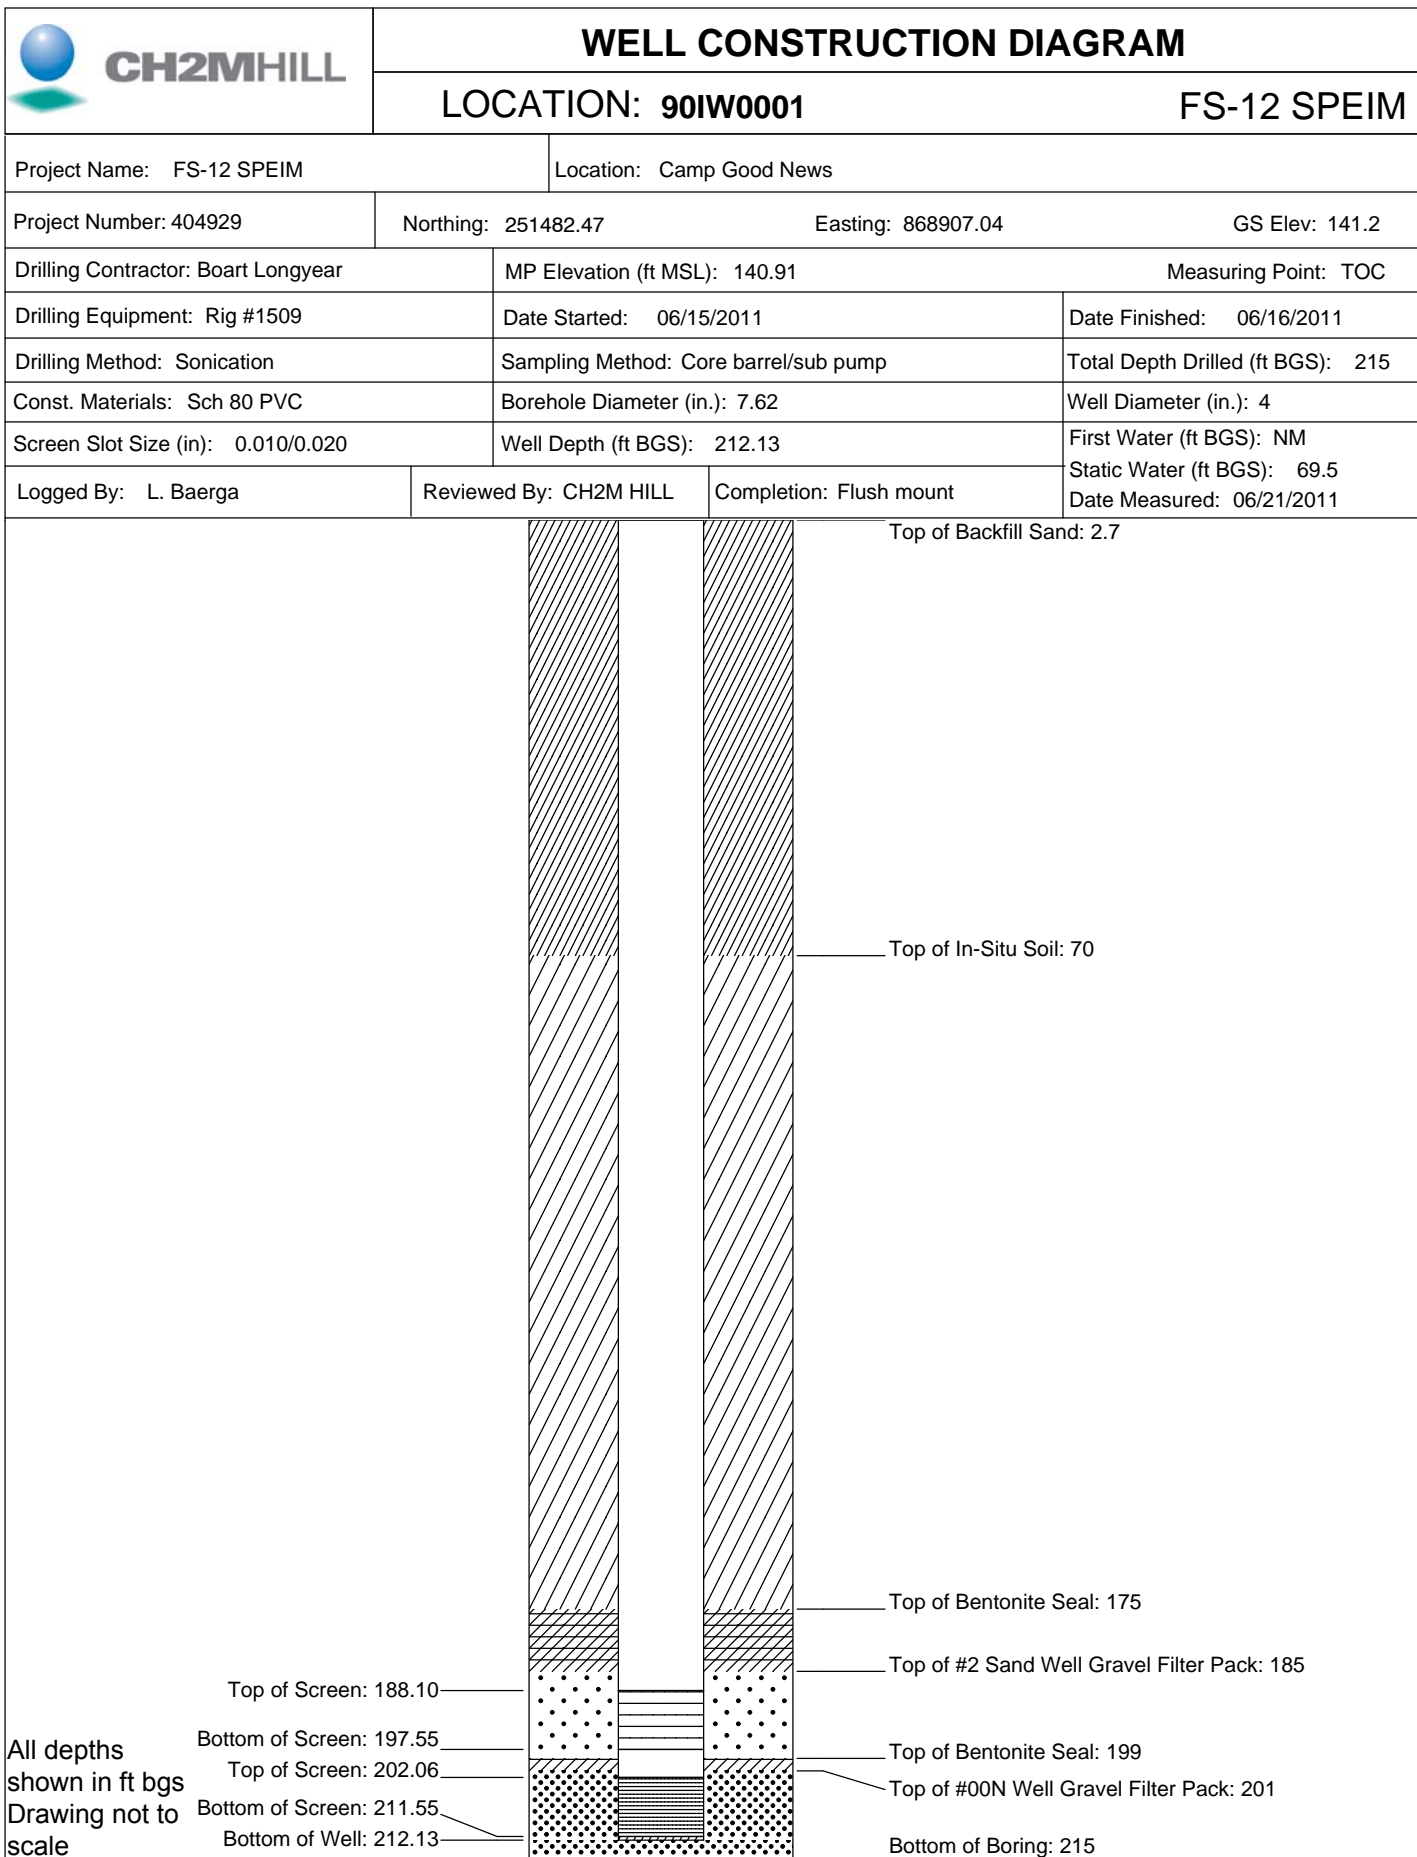 CH2MHILL
WELL CONSTRUCTION DIAGRAM
LOCATION: 90IW0001 FS-12 SPEIM
Project Name: FS-12 SPEIM Location: Camp Good News
Project Number: 404929 Northing: 251482.47 Easting: 868907.04 GS Elev: 141.2
Drilling Contractor: Boart Longyear MP Elevation (ft MSL): 140.91 Measuring Point: TOC
Drilling Equipment: Rig #1509 Date Started: 06/15/2011 Date Finished: 06/16/2011
Drilling Method: Sonication Sampling Method: Core barrel/sub pump Total Depth Drilled (ft BGS): 215
Const. Materials: Sch 80 PVC Borehole Diameter (in.): 7.62 Well Diameter (in.): 4
Screen Slot Size (in): 0.010/0.020 Well Depth (ft BGS): 212.13 First Water (ft BGS): NM
Static Water (ft BGS): 69.5
Logged By: L. Baerga Reviewed By: CH2M HILL Completion: Flush mount Date Measured: 06/21/2011
Top of Backfill Sand: 2.7
Top of In-Situ Soil: 70
Top of Bentonite Seal: 175
Top of #2 Sand Well Gravel Filter Pack: 185
Top of Screen: 188.10
Bottom of Screen: 197.55
Top of Bentonite Seal: 199
Top of Screen: 202.06
Top of #00N Well Gravel Filter Pack: 201
Bottom of Screen: 211.55
Bottom of Well: 212.13
Bottom of Boring: 215
All depths
shown in ft bgs
Drawing not to
scale